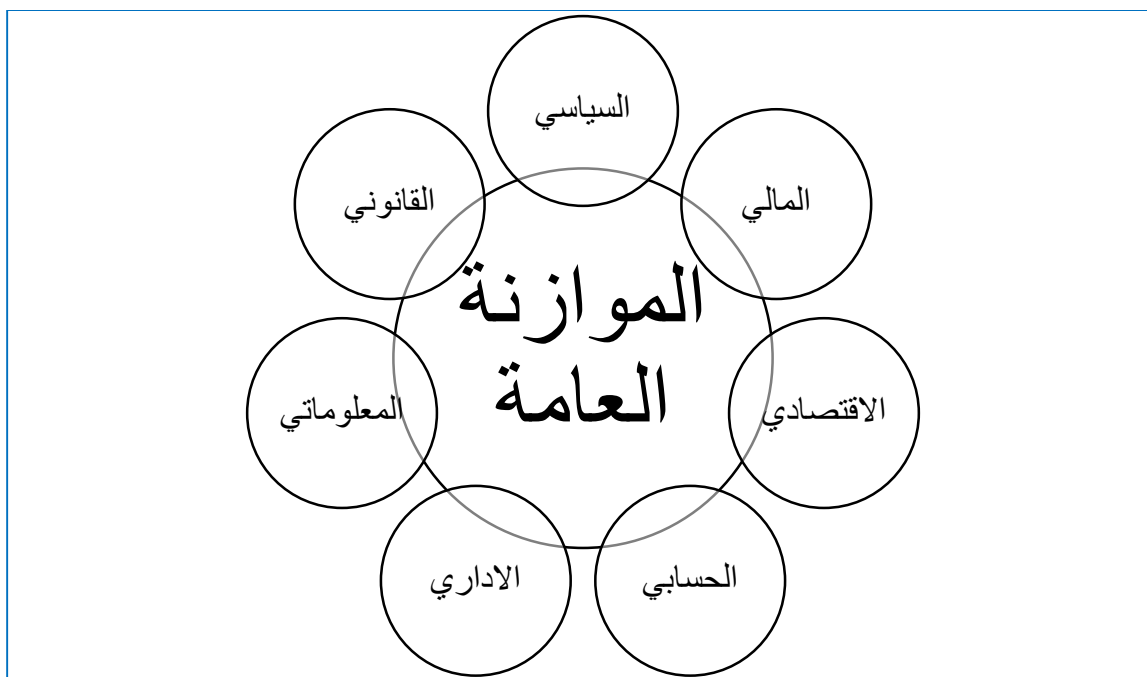 السياسي
المالي
القانوني
الموازنة
العامة
الاقتصادي
المعلوماتي
الحسابي
الاداري